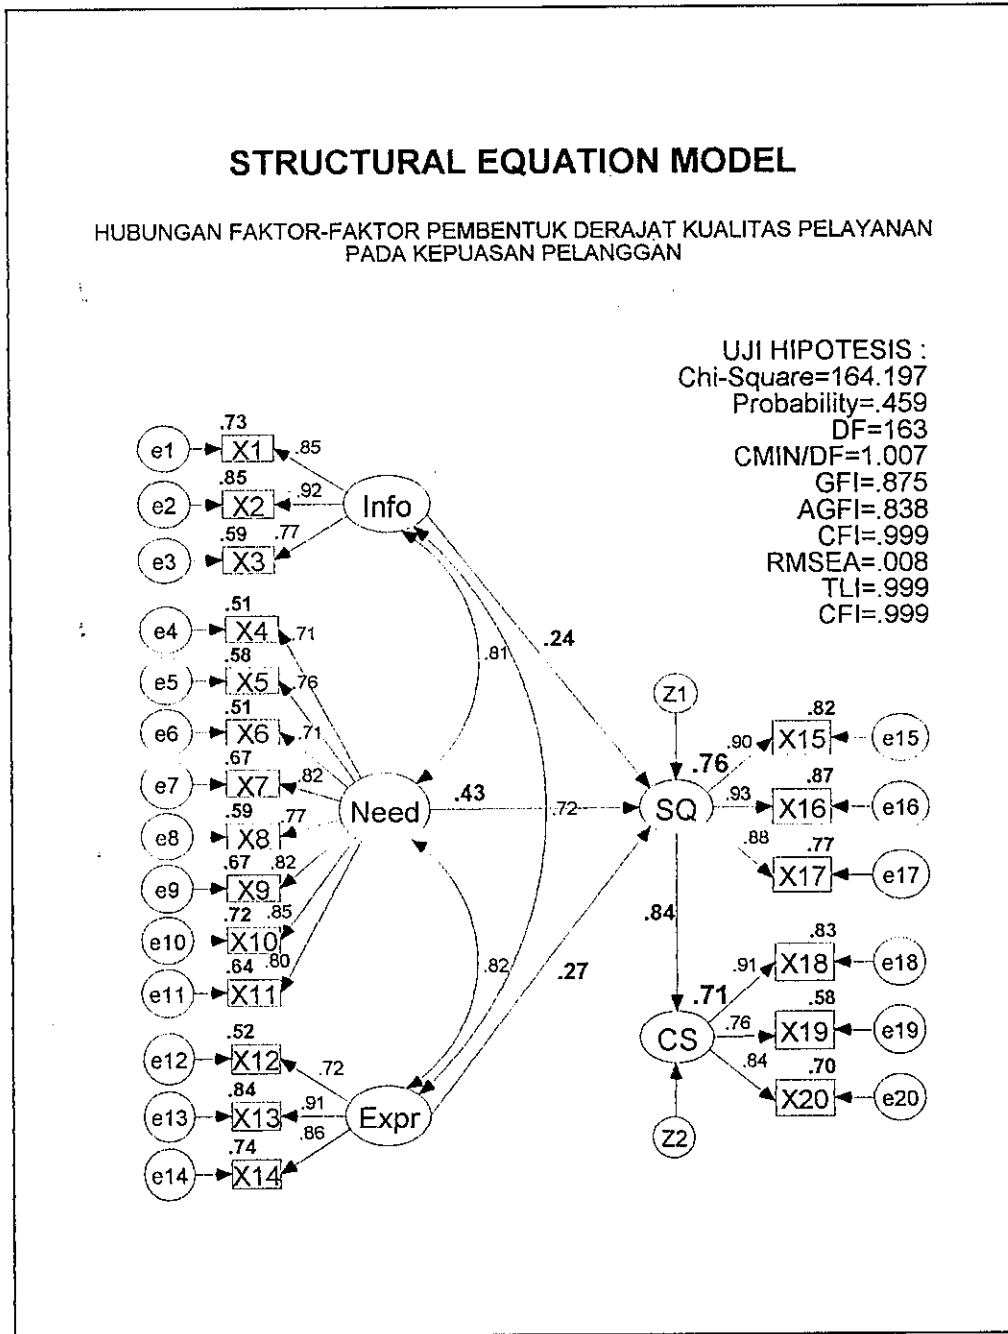 STRUCTURAL EQUATION MODEL
HUBUNGAN FAKTOR-FAKTOR PEMBENTUK DERAJAT KUALITAS PELAYANAN
PADA KEPUASAN PELANGGAN
UJI HIPOTESIS :
Chi-Square=164.197
Probability=.459
DF=163
CMIN/DF=1.007
GFI=.875
AGFI=.838
CFI=.999
RMSEA=.008
TLI=.999
CFI=.999
.73
e1 X1 .85
.85
e2 X2 .92 Info
.59
e3 X3 .77
.51
e4 X4 .71
.58
e5 X5 .76
.51
e6 X6 .71
.67
e7 X7 .82 Need
.59
e8 X8 .77
.67
e9 X9 .82
.72
e10 X10 .85
.64
e11 X11 .80
.52
e12 X12 .72
.84
e13 X13 .91 Expr
.74
e14 X14 .86
.81
.72
.82
.24
.43
.27
Z1
.76
SQ
.82
.90 X15 e15
.87
.93 X16 e16
.77
.88 X17 e17
.84
.71
CS
Z2
.83
.91 X18 e18
.58
.76 X19 e19
.70
.84 X20 e20